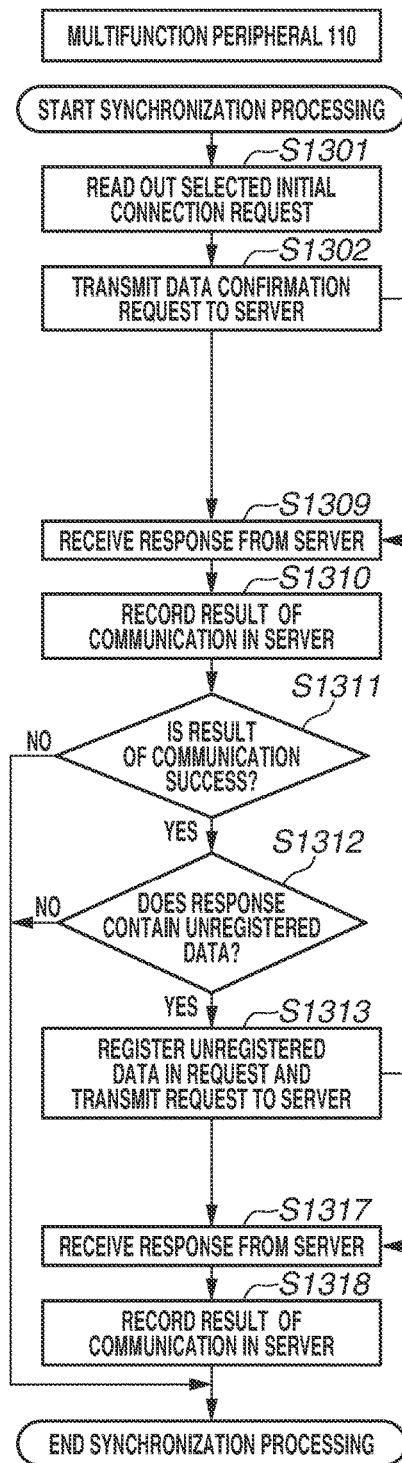 MULTIFUNCTION PERIPHERAL 110
START SYNCHRONIZATION PROCESSING
S1301
READ OUT SELECTED INITIAL
CONNECTION REQUEST
S1302
TRANSMIT DATA CONFIRMATION
REQUEST TO SERVER
S1309
RECEIVE RESPONSE FROM SERVER
S1310
RECORD RESULT OF
COMMUNICATION IN SERVER
S1311
IS RESULT
OF COMMUNICATION
SUCCESS?
NO
YES
S1312
DOES RESPONSE
CONTAIN UNREGISTERED
DATA?
NO
YES
S1313
REGISTER UNREGISTERED
DATA IN REQUEST AND
TRANSMIT REQUEST TO SERVER
S1317
RECEIVE RESPONSE FROM SERVER
S1318
RECORD RESULT OF
COMMUNICATION IN SERVER
END SYNCHRONIZATION PROCESSING